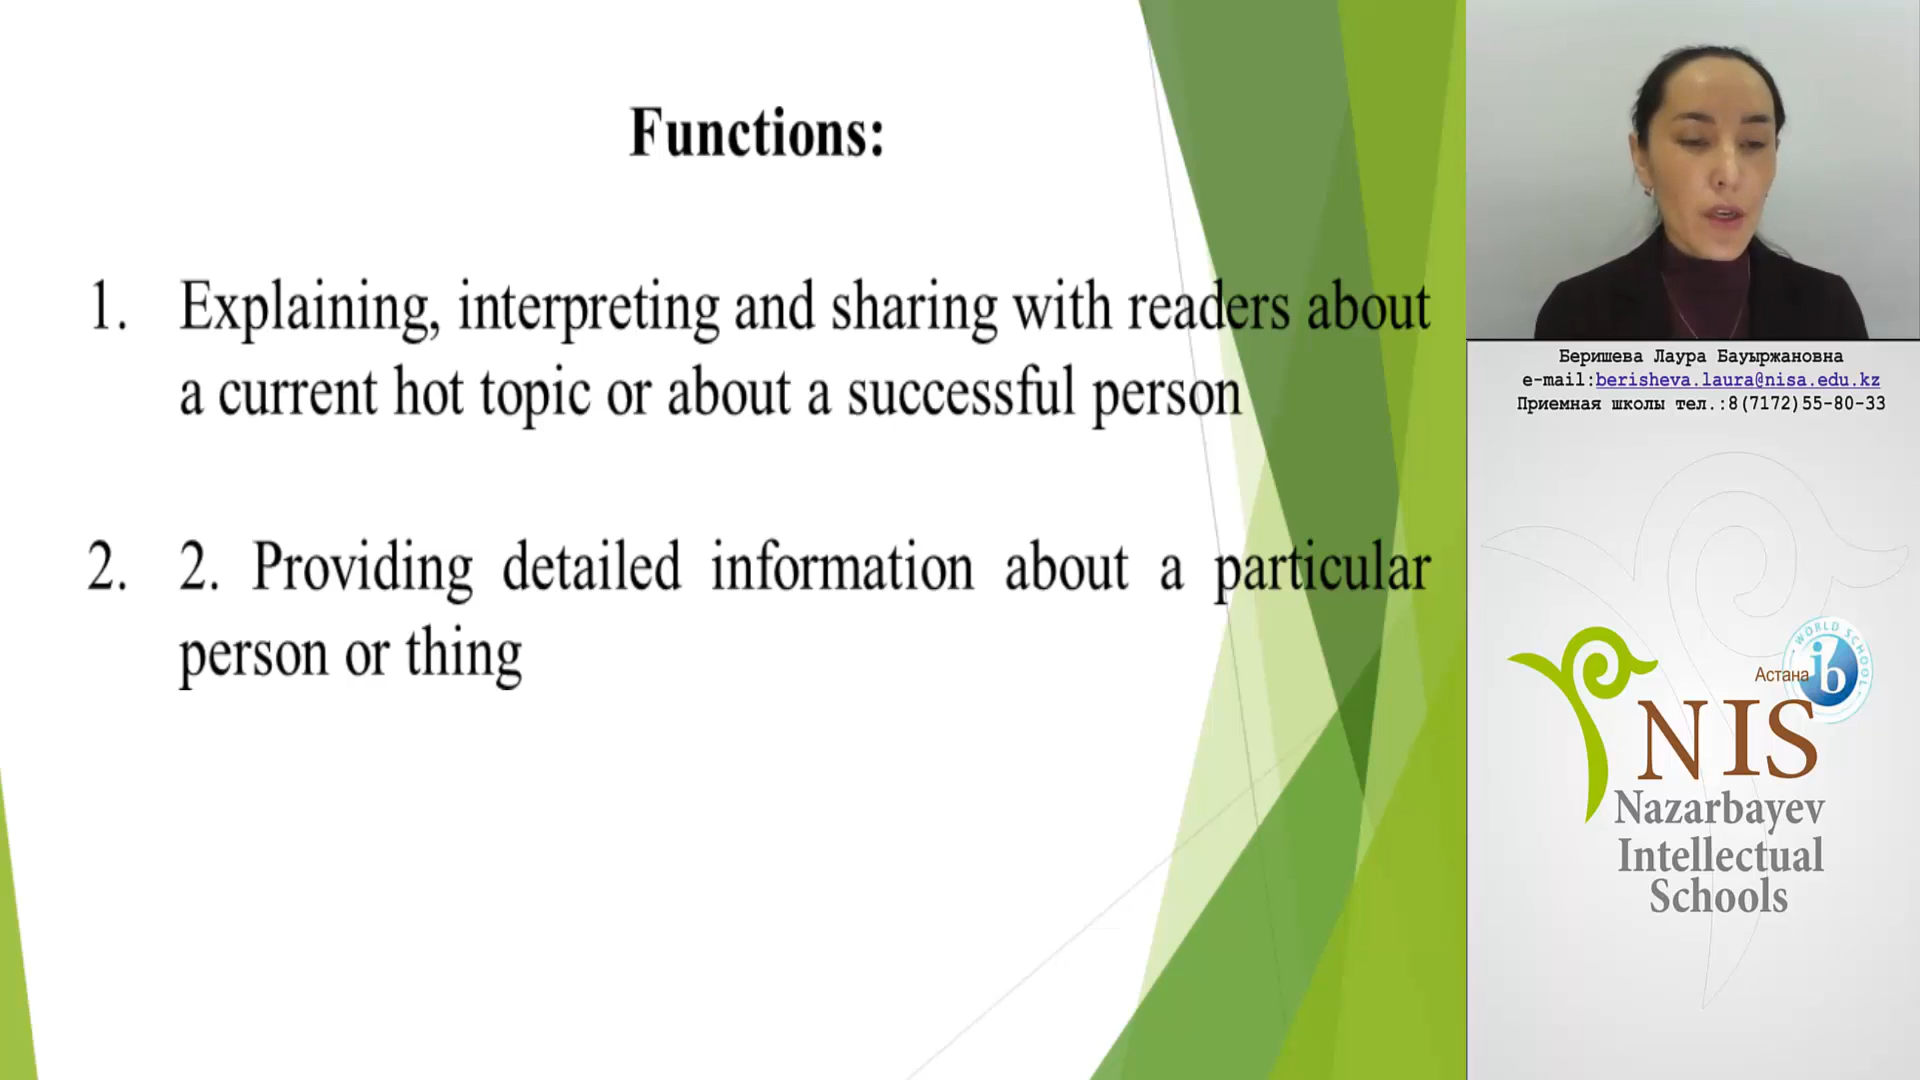 Functions:
1. Explaining, interpreting and sharing with readers about
a current hot topic or about a successful person
2. 2. Providing detailed information about a particular
person or thing
Беришева Лаура Бауыржановна
e-mail:berisheva.laura@nisa.edu.kz
Приемная школы тел.:8(7172)55-80-33
WORLD SCHOOL
Астана
ib
NIS
Nazarbayev
Intellectual
Schools